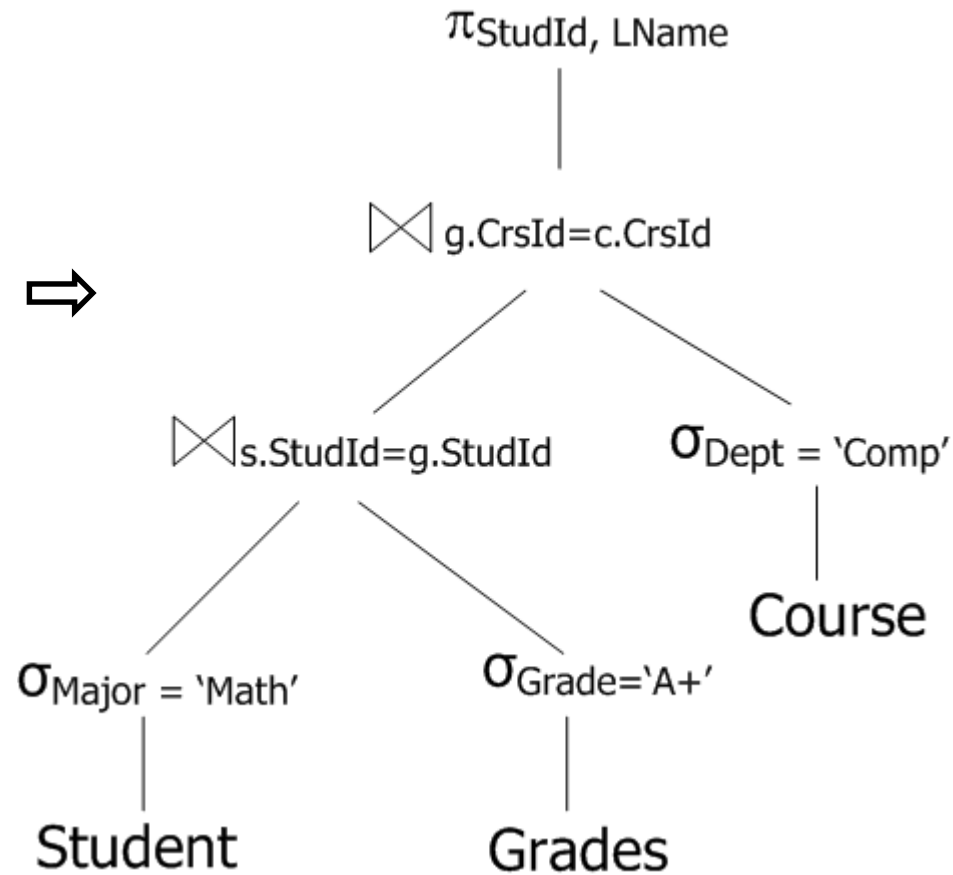 πStudId, LName
⋈ g.CrsId=c.CrsId
⋈s.StudId=g.StudId
σDept = ‘Comp’
Course
σMajor = ‘Math’
σGrade=‘A+’
Student
Grades